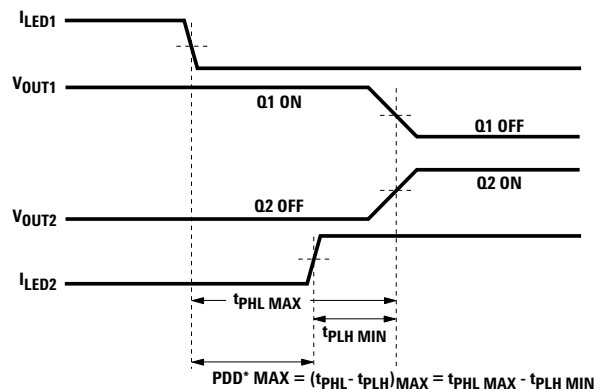 ILED1
VOUT1
Q1 ON
Q1 OFF
Q2 ON
Q2 OFF
VOUT2
ILED2
tPHL MAX
tPLH MIN
PDD* MAX = (tPHL- tPLH)MAX = tPHL MAX - tPLH MIN